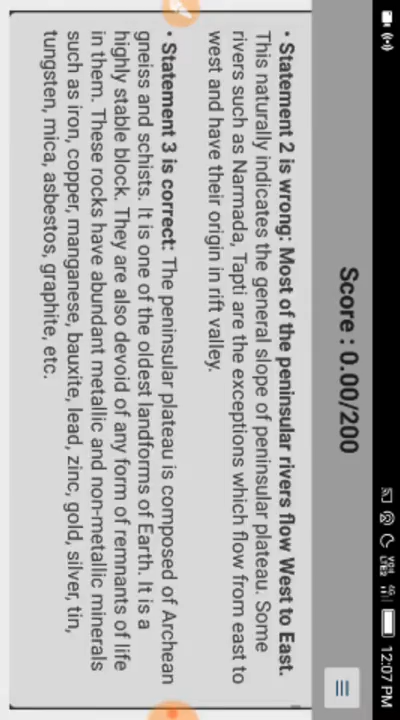 VoH LTE2 4G 12:07 PM
Score : 0.00/200
• Statement 2 is wrong: Most of the peninsular rivers flow West to East.
This naturally indicates the general slope of peninsular plateau. Some
rivers such as Narmada, Tapti are the exceptions which flow from east to
west and have their origin in rift valley.
• Statement 3 is correct: The peninsular plateau is composed of Archean
gneiss and schists. It is one of the oldest landforms of Earth. It is a
highly stable block. They are also devoid of any form of remnants of life
in them. These rocks have abundant metallic and non-metallic minerals
such as iron, copper, manganese, bauxite, lead, zinc, gold, silver, tin,
tungsten, mica, asbestos, graphite, etc.